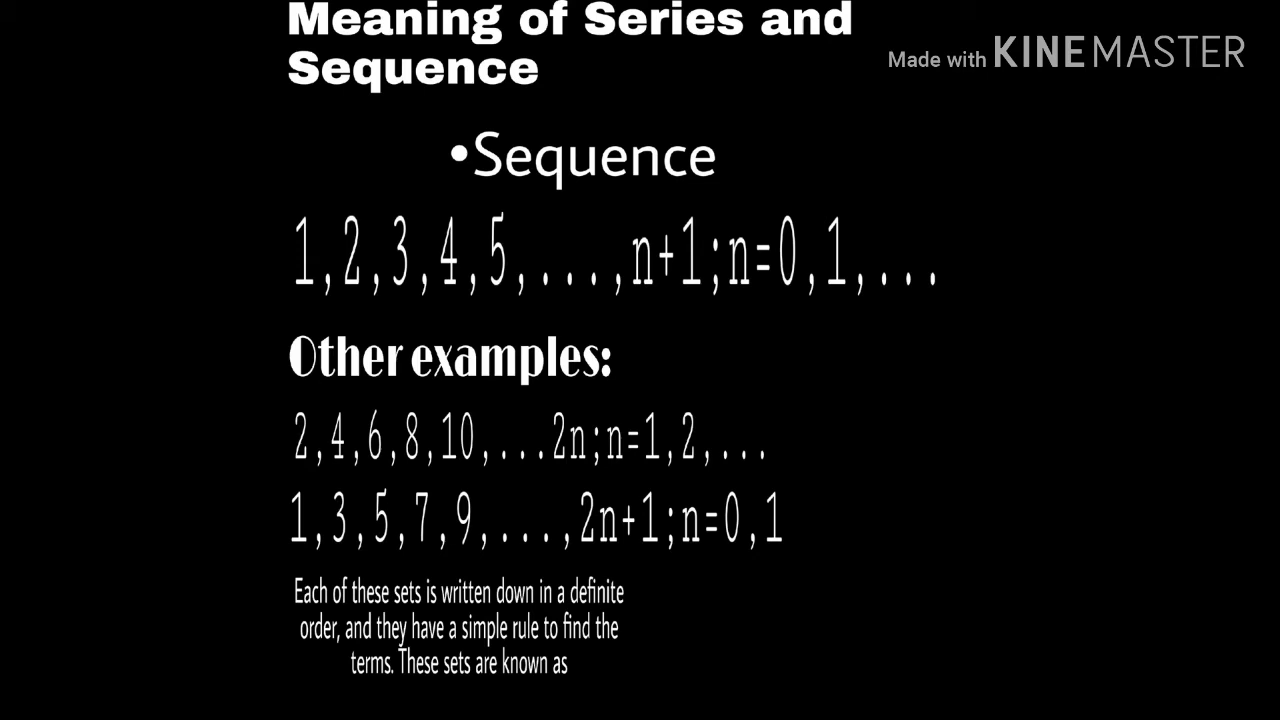 Meaning of Series and
Sequence
Made with KINEMASTER
•Sequence
1,2,3,4,5,...,n+1;n=0,1,...
Other examples:
2,4,6,8,10,...2n;n=1,2,...
1,3,5,7,9,...,2n+1;n=0,1
Each of these sets is written down in a definite
order, and they have a simple rule to find the
terms. These sets are known as